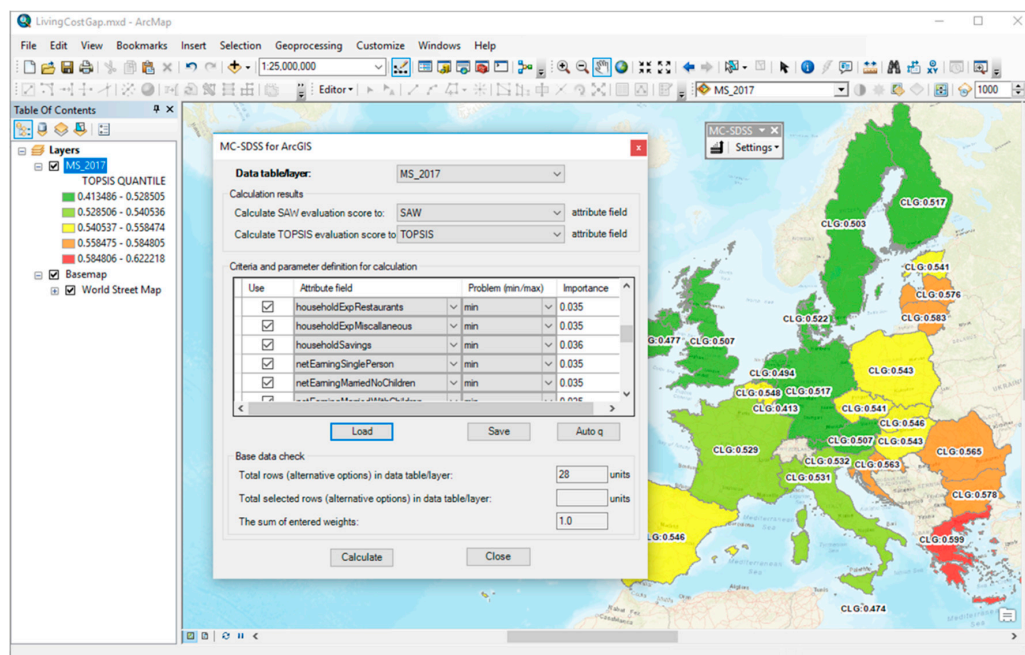 LivingCostGap.mxd - ArcMap
File Edit View Bookmarks Insert Selection Geoprocessing Customize Windows Help
1:25,000,000
Editor
MS_2017
1000
Table Of Contents
Layers
MS_2017
TOPSIS QUANTILE
0.413486 - 0.528505
0.528506 - 0.540536
0.540537 - 0.558474
0.558475 - 0.584805
0.584806 - 0.622218
Basemap
World Street Map
MC-SDSS for ArcGIS
x
Data table/layer:
MS_2017
Calculation results
Calculate SAW evaluation score to: SAW attribute field
Calculate TOPSIS evaluation score to TOPSIS attribute field
Criteria and parameter definition for calculation
Use Attribute field Problem (min/max) Importance
householdExpRestaurants min 0.035
householdExpMiscallaneous min 0.035
householdSavings min 0.036
netEarningSinglePerson min 0.035
netEarningMarriedNoChildren min 0.035
netEarningMarriedWithChildren min 0.035
Load Save Auto q
Base data check
Total rows (alternative options) in data table/layer: 28 units
Total selected rows (alternative options) in data table/layer: units
The sum of entered weights: 1.0
Calculate Close
MC-SDSS
Settings
CLG:0.517
CLG:0.503
CLG:0.541
CLG:0.576
CLG:0.583
CLG:0.522
G:0.477
CLG:0.507
CLG:0.494
CLG:0.543
CLG:0.548
CLG:0.517
CLG:0.413
CLG:0.541
CLG:0.546
CLG:0.507
CLG:0.543
CLG:0.529
CLG:0.532
CLG:0.563
CLG:0.565
CLG:0.531
CLG:0.578
G:0.546
CLG:0.599
CLG:0.474